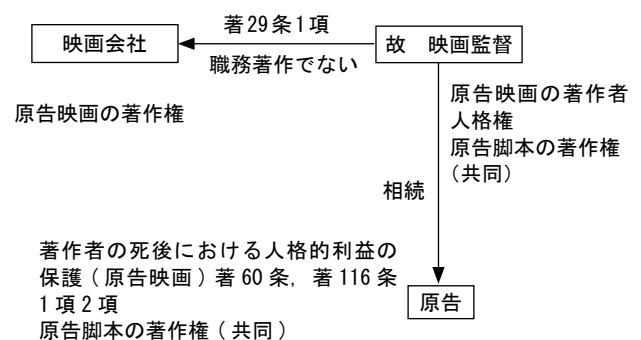 著29条1項
映画会社
故 映画監督
職務著作でない
原告映画の著作権
原告映画の著作者
人格権
原告脚本の著作権
（共同）
相続
著作者の死後における人格的利益の
保護（原告映画）著60条，著116条
1項2項
原告脚本の著作権（共同）
原告